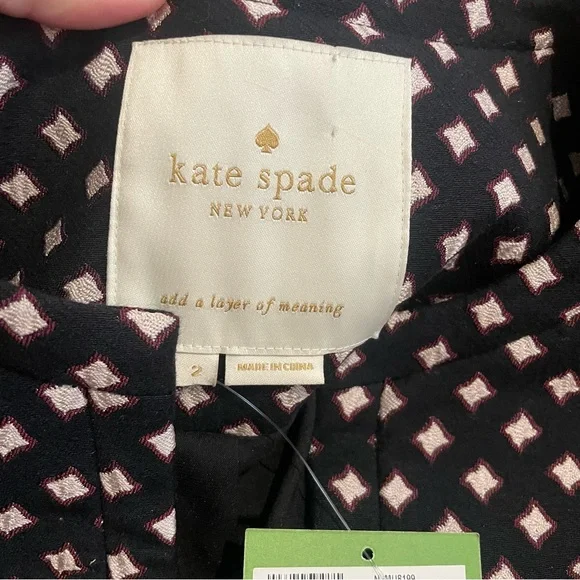 kate spade
NEW YORK
add a layer of meaning
2
MADE IN CHINA